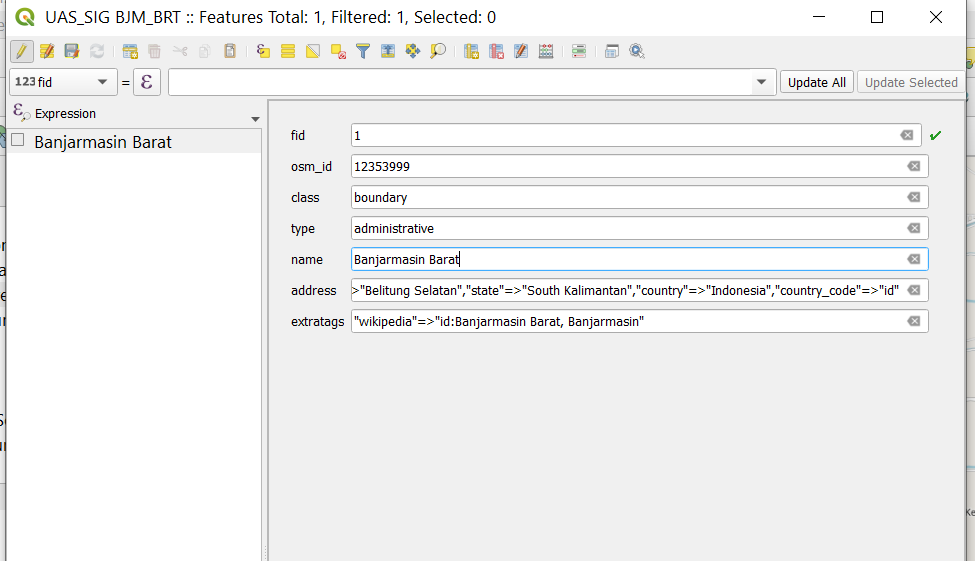 UAS_SIG BJM_BRT :: Features Total: 1, Filtered: 1, Selected: 0
123 fid = ε Update All Update Selected
Expression
Banjarmasin Barat
fid 1
osm_id 12353999
class boundary
type administrative
name Banjarmasin Barat
address >"Belitung Selatan","state"=>"South Kalimantan","country"=>"Indonesia","country_code"=>"id"
extratags "wikipedia"=>"id:Banjarmasin Barat, Banjarmasin"